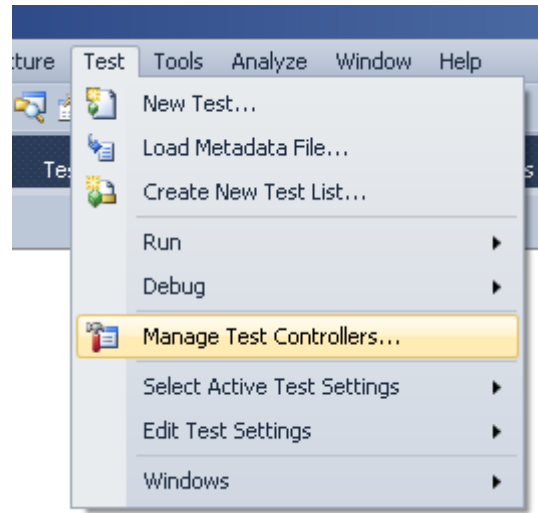 Test Tools Analyze Window Help
New Test...
Load Metadata File...
Create New Test List...
Run
Debug
Manage Test Controllers...
Select Active Test Settings
Edit Test Settings
Windows